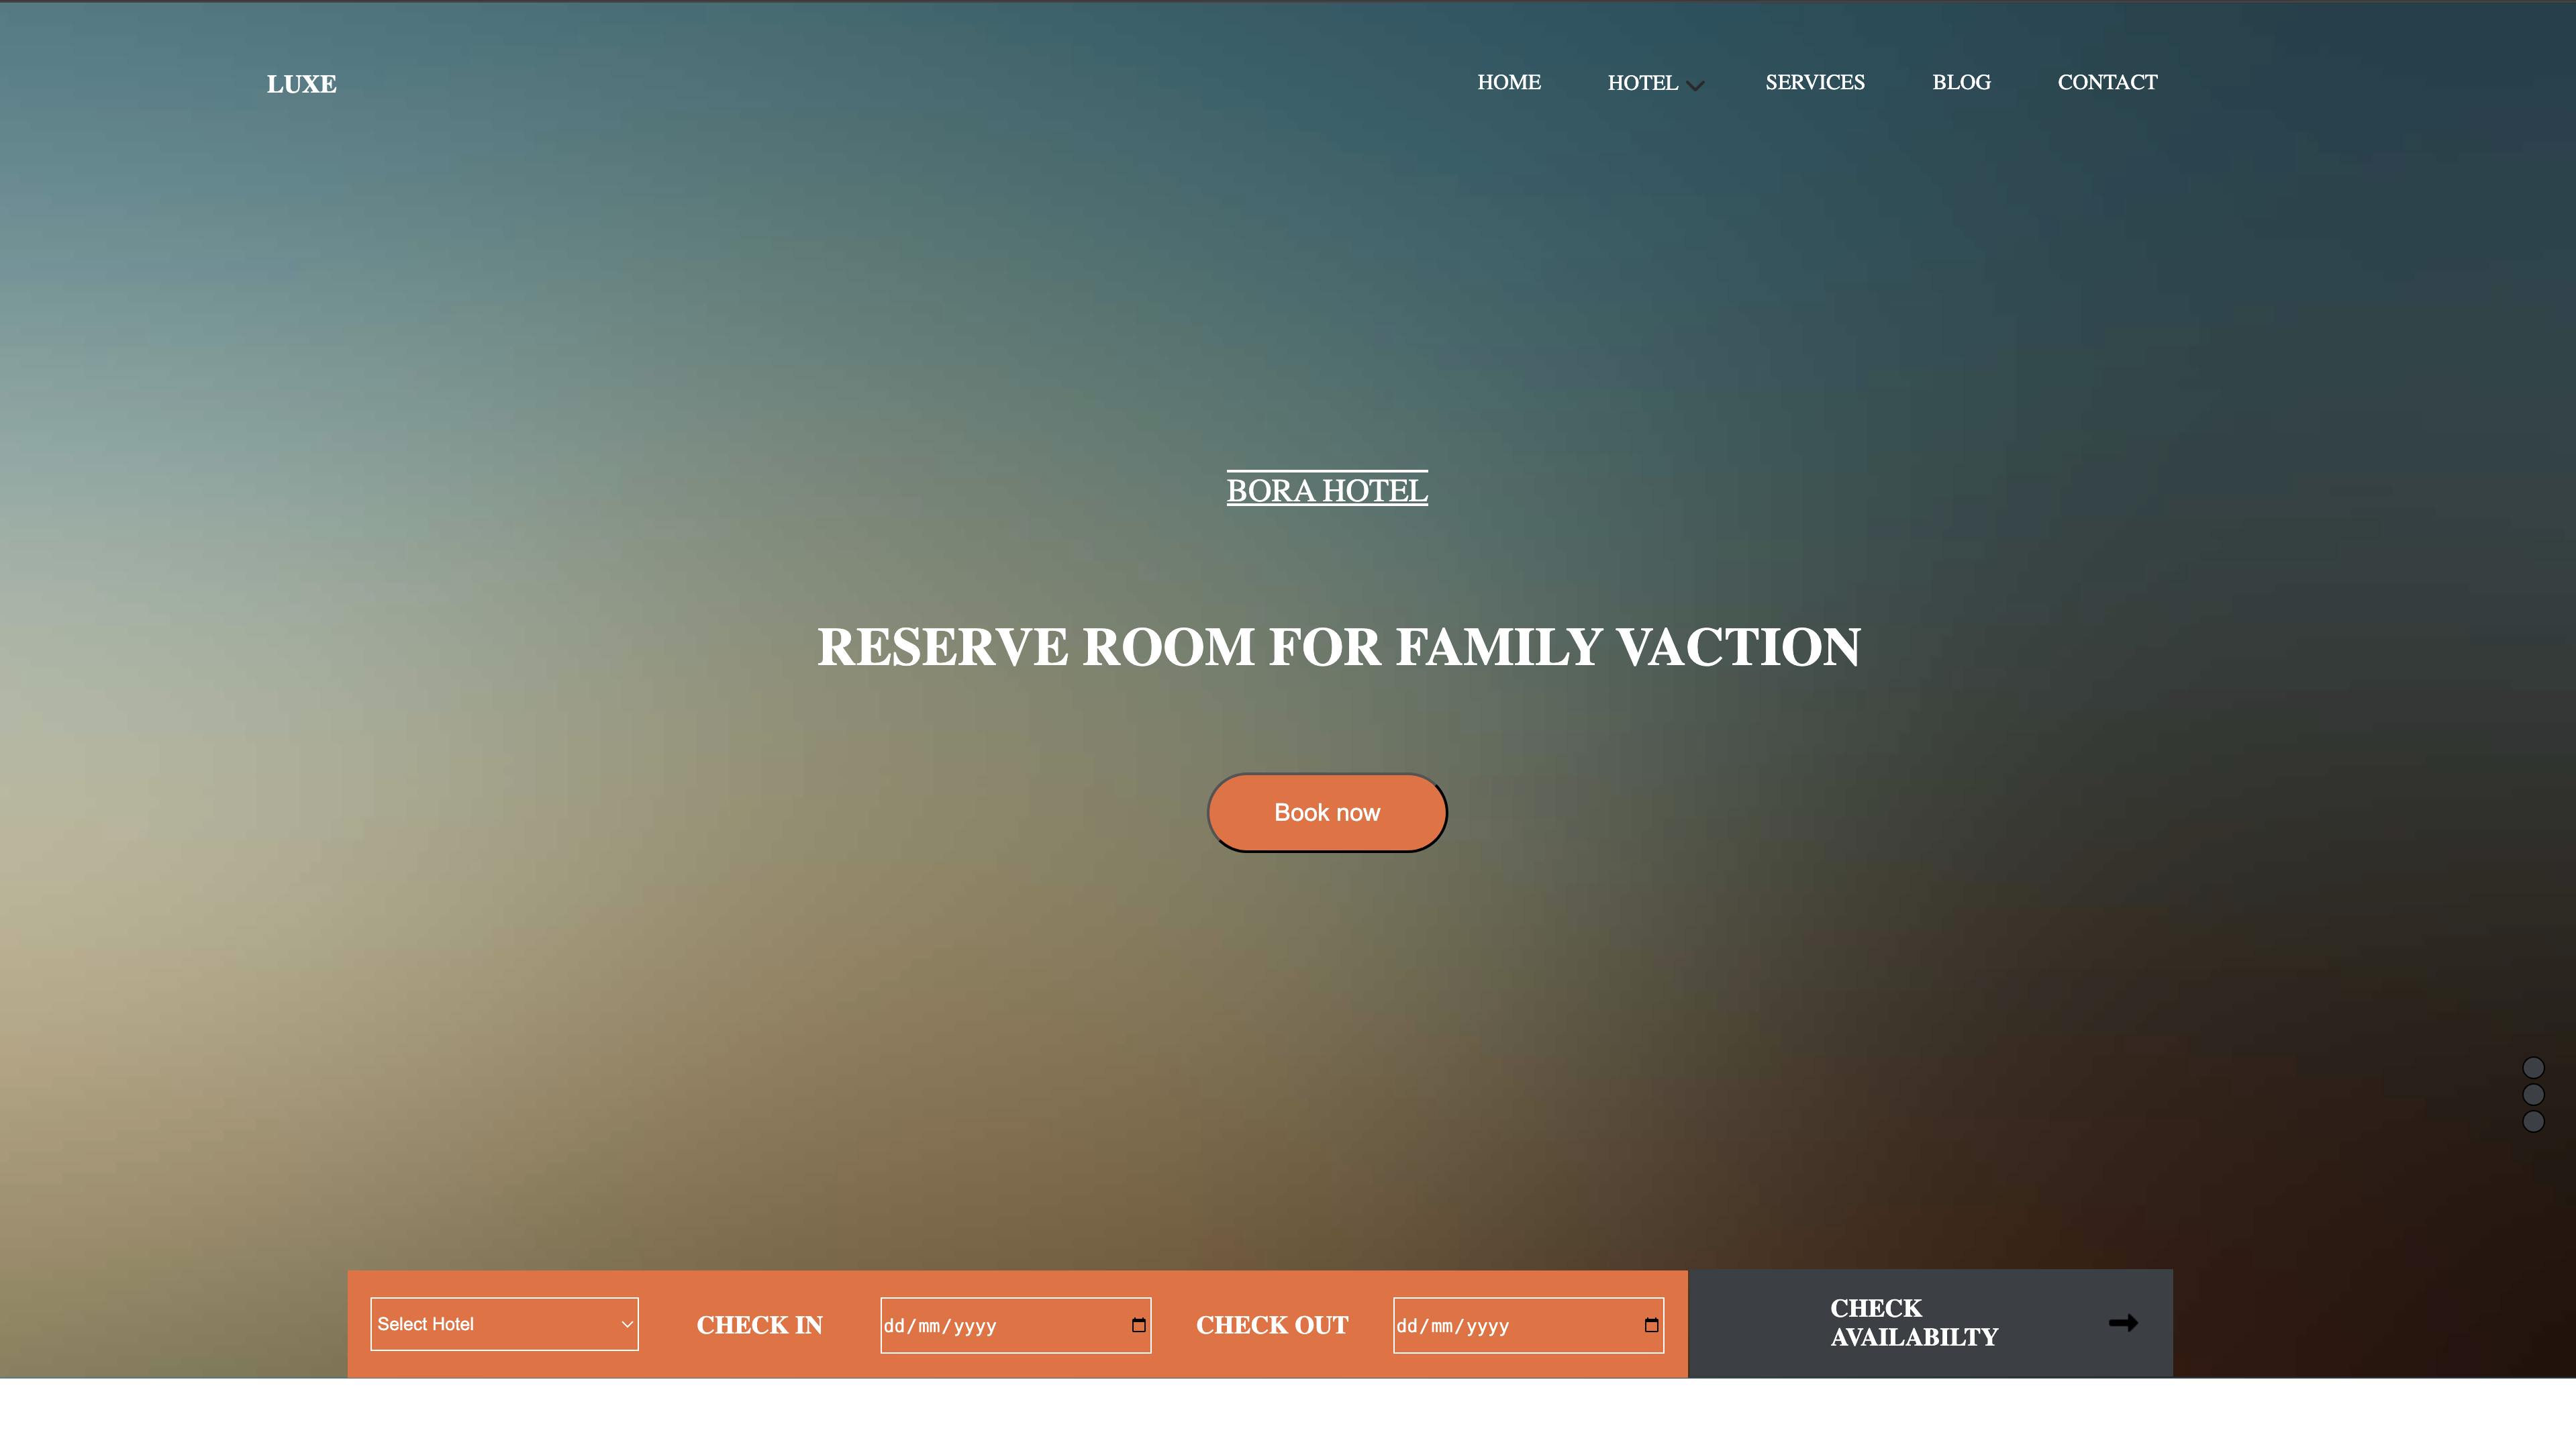 LUXE
HOME HOTEL SERVICES BLOG CONTACT
BORA HOTEL
RESERVE ROOM FOR FAMILY VACTION
Book now
Select Hotel CHECK IN dd/mm/yyyy CHECK OUT dd/mm/yyyy
CHECK
AVAILABILTY